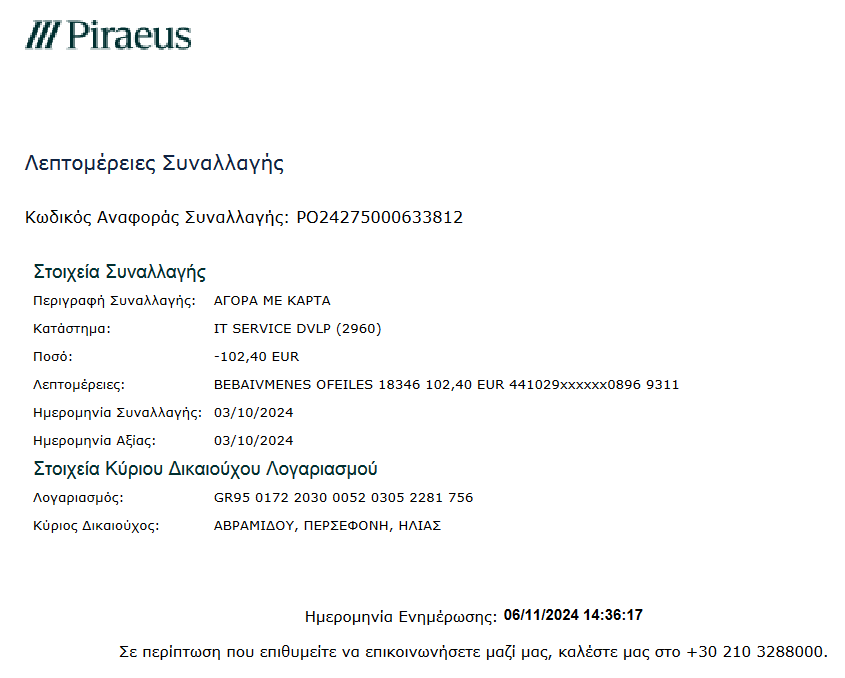 Piraeus
Λεπτομέρειες Συναλλαγής
Κωδικός Αναφοράς Συναλλαγής: PO24275000633812
Στοιχεία Συναλλαγής
Περιγραφή Συναλλαγής: ΑΓΟΡΑ ΜΕ ΚΑΡΤΑ
Κατάστημα: IT SERVICE DVLP (2960)
Ποσό: -102,40 EUR
Λεπτομέρειες: BEBAIVMENES OFEILES 18346 102,40 EUR 441029xxxxxx0896 9311
Ημερομηνία Συναλλαγής: 03/10/2024
Ημερομηνία Αξίας: 03/10/2024
Στοιχεία Κύριου Δικαιούχου Λογαριασμού
Λογαριασμός: GR95 0172 2030 0052 0305 2281 756
Κύριος Δικαιούχος: ΑΒΡΑΜΙΔΟΥ, ΠΕΡΣΕΦΟΝΗ, ΗΛΙΑΣ
Ημερομηνία Ενημέρωσης: 06/11/2024 14:36:17
Σε περίπτωση που επιθυμείτε να επικοινωνήσετε μαζί μας, καλέστε μας στο +30 210 3288000.